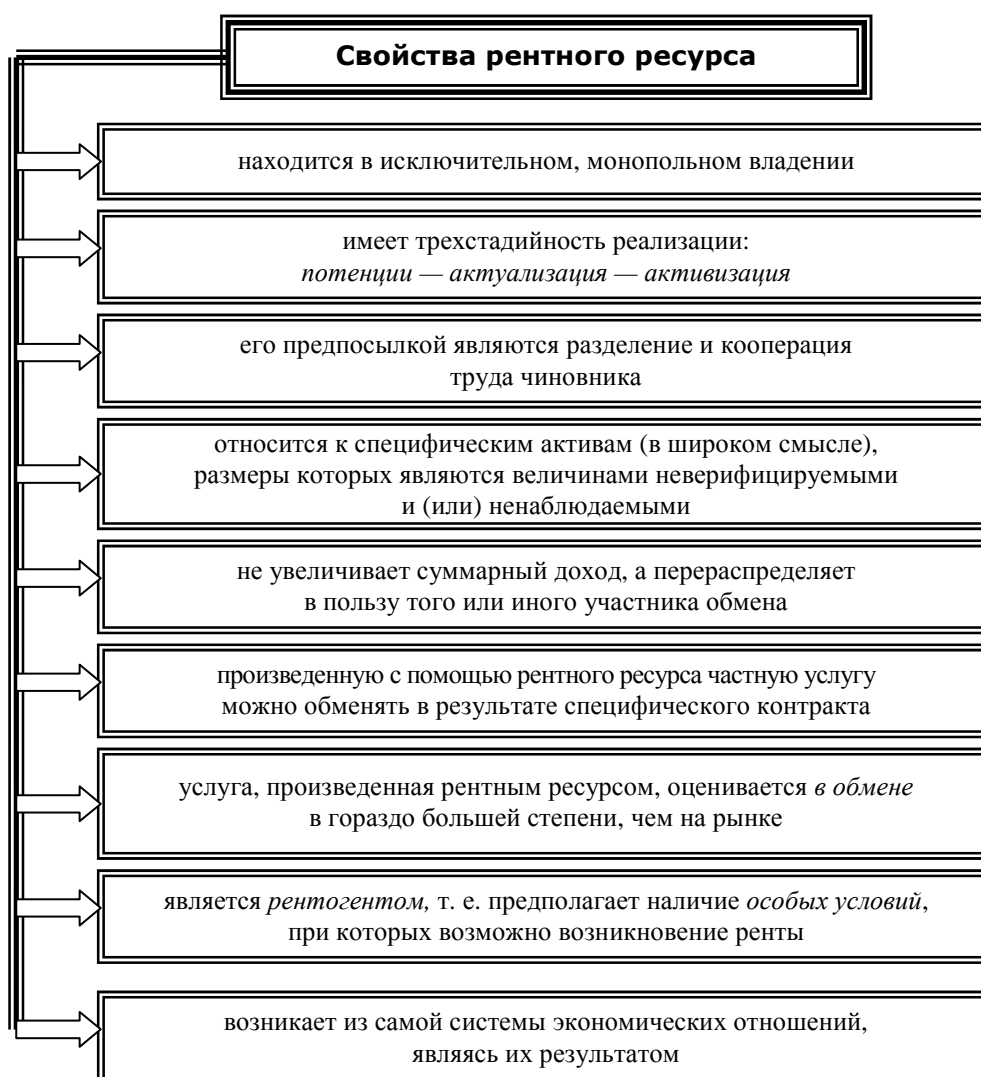 Свойства рентного ресурса
находится в исключительном, монопольном владении
имеет трехстадийность реализации:
потенции — актуализация — активизация
его предпосылкой являются разделение и кооперация
труда чиновника
относится к специфическим активам (в широком смысле),
размеры которых являются величинами неверифицируемыми
и (или) ненаблюдаемыми
не увеличивает суммарный доход, а перераспределяет
в пользу того или иного участника обмена
произведенную с помощью рентного ресурса частную услугу
можно обменять в результате специфического контракта
услуга, произведенная рентным ресурсом, оценивается в обмене
в гораздо большей степени, чем на рынке
является рентогентом, т. е. предполагает наличие особых условий,
при которых возможно возникновение ренты
возникает из самой системы экономических отношений,
являясь их результатом